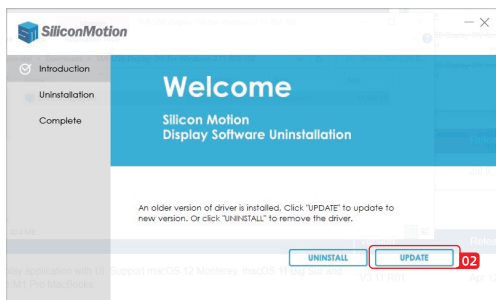 SiliconMotion
Introduction
Uninstallation
Complete
Welcome
Silicon Motion
Display Software Uninstallation
An older version of driver is installed. Click "UPDATE" to update to
new version. Or click "UNINSTALL" to remove the driver.
UNINSTALL
UPDATE
02